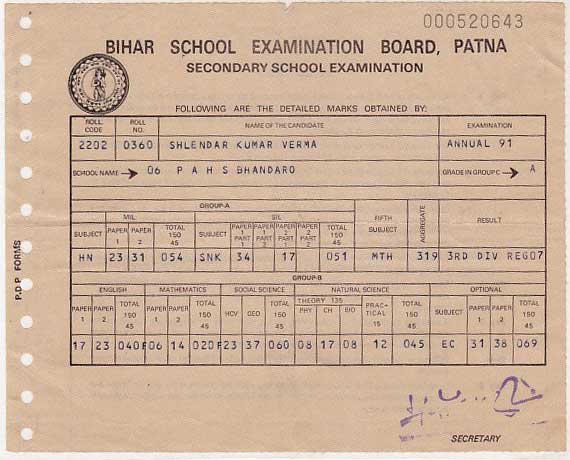 000520643
BIHAR SCHOOL EXAMINATION BOARD, PATNA
SECONDARY SCHOOL EXAMINATION
FOLLOWING ARE THE DETAILED MARKS OBTAINED BY:
ROLL CODE ROLL NO. NAME OF THE CANDIDATE EXAMINATION
2202 0360 SHLENDAR KUMAR VERMA ANNUAL 91
SCHOOL NAME → 06 P A H S BHANDARO GRADE IN GROUP C → A
GROUP-A
MIL SIL FIFTH SUBJECT AGGREGATE RESULT
SUBJECT PAPER 1 PAPER 2 TOTAL 150 45 SUBJECT PAPER 1 PART 1 PAPER 1 PART 2 PAPER 2 PART 1 PAPER 2 PART 2 TOTAL 150 45
HN 23 31 054 SNK 34 17 051 MTH 319 3RD DIV REG07
GROUP-B
ENGLISH MATHEMATICS SOCIAL SCIENCE NATURAL SCIENCE OPTIONAL
PAPER 1 PAPER 2 TOTAL 150 45 PAPER 1 PAPER 2 TOTAL 150 45 HCV GEO TOTAL 150 45 THEORY 135 PHY CH BIO PRACTICAL 15 TOTAL 150 45 SUBJECT PAPER 1 PAPER 2 TOTAL 150 45
17 23 040F 06 14 020F 23 37 060 08 17 08 12 045 EC 31 38 069
SECRETARY
P.D.P FORMS